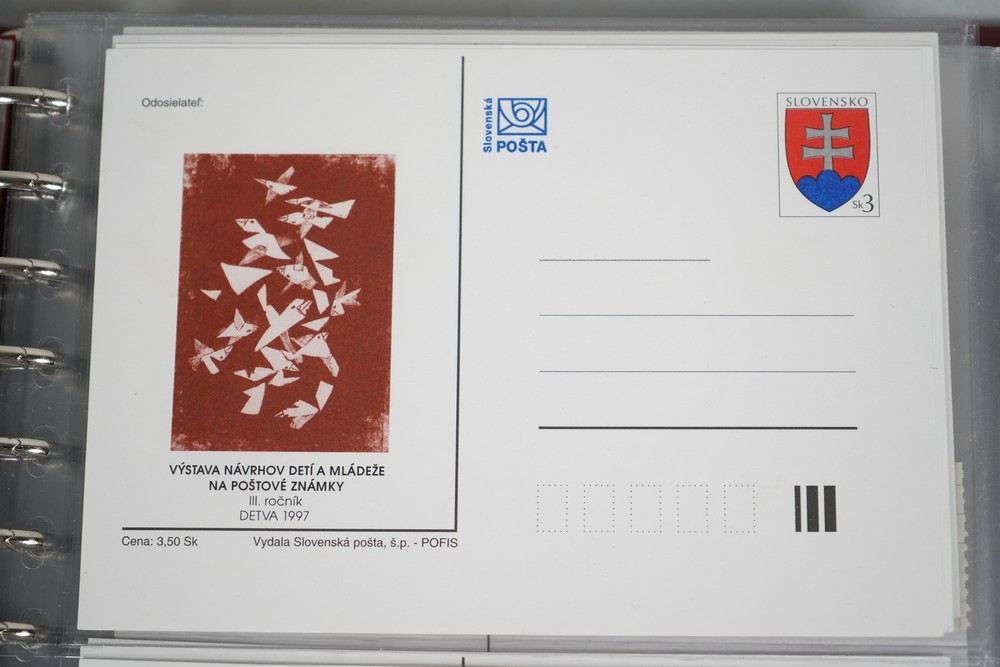 Odosielateľ:
VÝSTAVA NÁVRHOV DETÍ A MLÁDEŽE
NA POŠTOVÉ ZNÁMKY
III. ročník
DETVA 1997
Cena: 3,50 Sk
Vydala Slovenská pošta, š.p. - POFIS
Slovenská
POŠTA
SLOVENSKO
Sk3